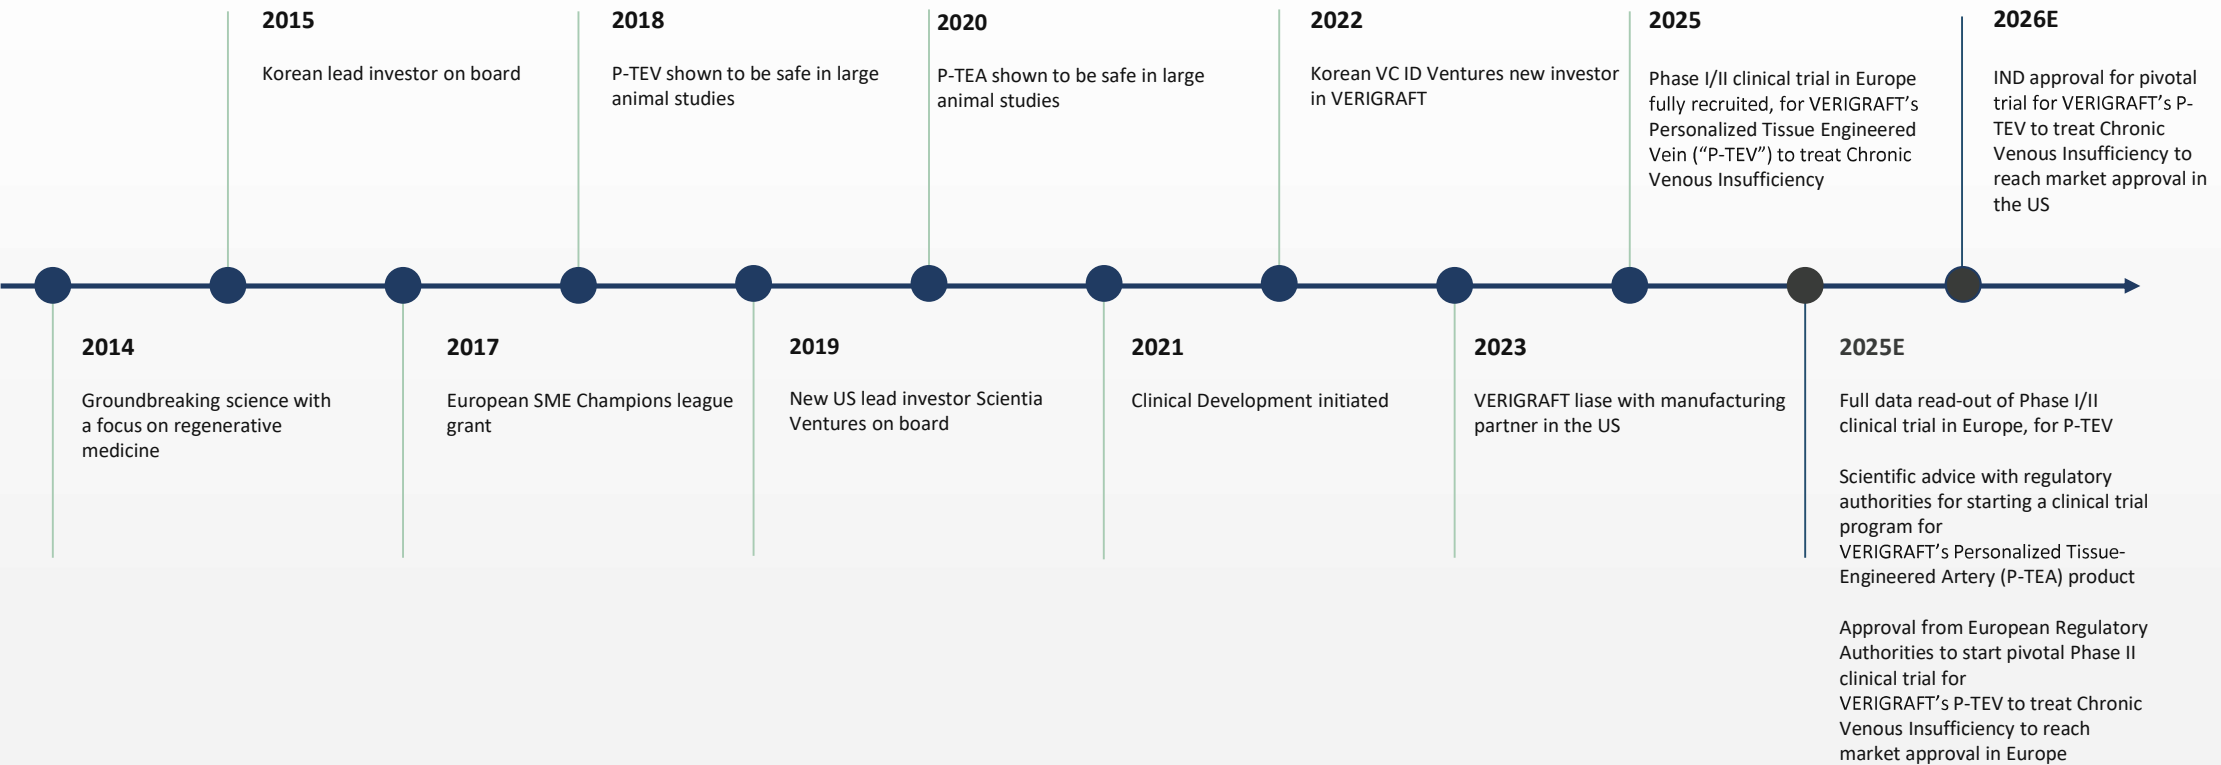 2015
Korean lead investor on board
2018
P-TEV shown to be safe in large
animal studies
2020
P-TEA shown to be safe in large
animal studies
2022
Korean VC ID Ventures new investor
in VERIGRAFT
2025
Phase I/II clinical trial in Europe
fully recruited, for VERIGRAFT’s
Personalized Tissue Engineered
Vein (“P-TEV”) to treat Chronic
Venous Insufficiency
2026E
IND approval for pivotal
trial for VERIGRAFT’s P-
TEV to treat Chronic
Venous Insufficiency to
reach market approval in
the US
2014
Groundbreaking science with
a focus on regenerative
medicine
2017
European SME Champions league
grant
2019
New US lead investor Scientia
Ventures on board
2021
Clinical Development initiated
2023
VERIGRAFT liase with manufacturing
partner in the US
2025E
Full data read-out of Phase I/II
clinical trial in Europe, for P-TEV
Scientific advice with regulatory
authorities for starting a clinical trial
program for
VERIGRAFT’s Personalized Tissue-
Engineered Artery (P-TEA) product
Approval from European Regulatory
Authorities to start pivotal Phase II
clinical trial for
VERIGRAFT’s P-TEV to treat Chronic
Venous Insufficiency to reach
market approval in Europe